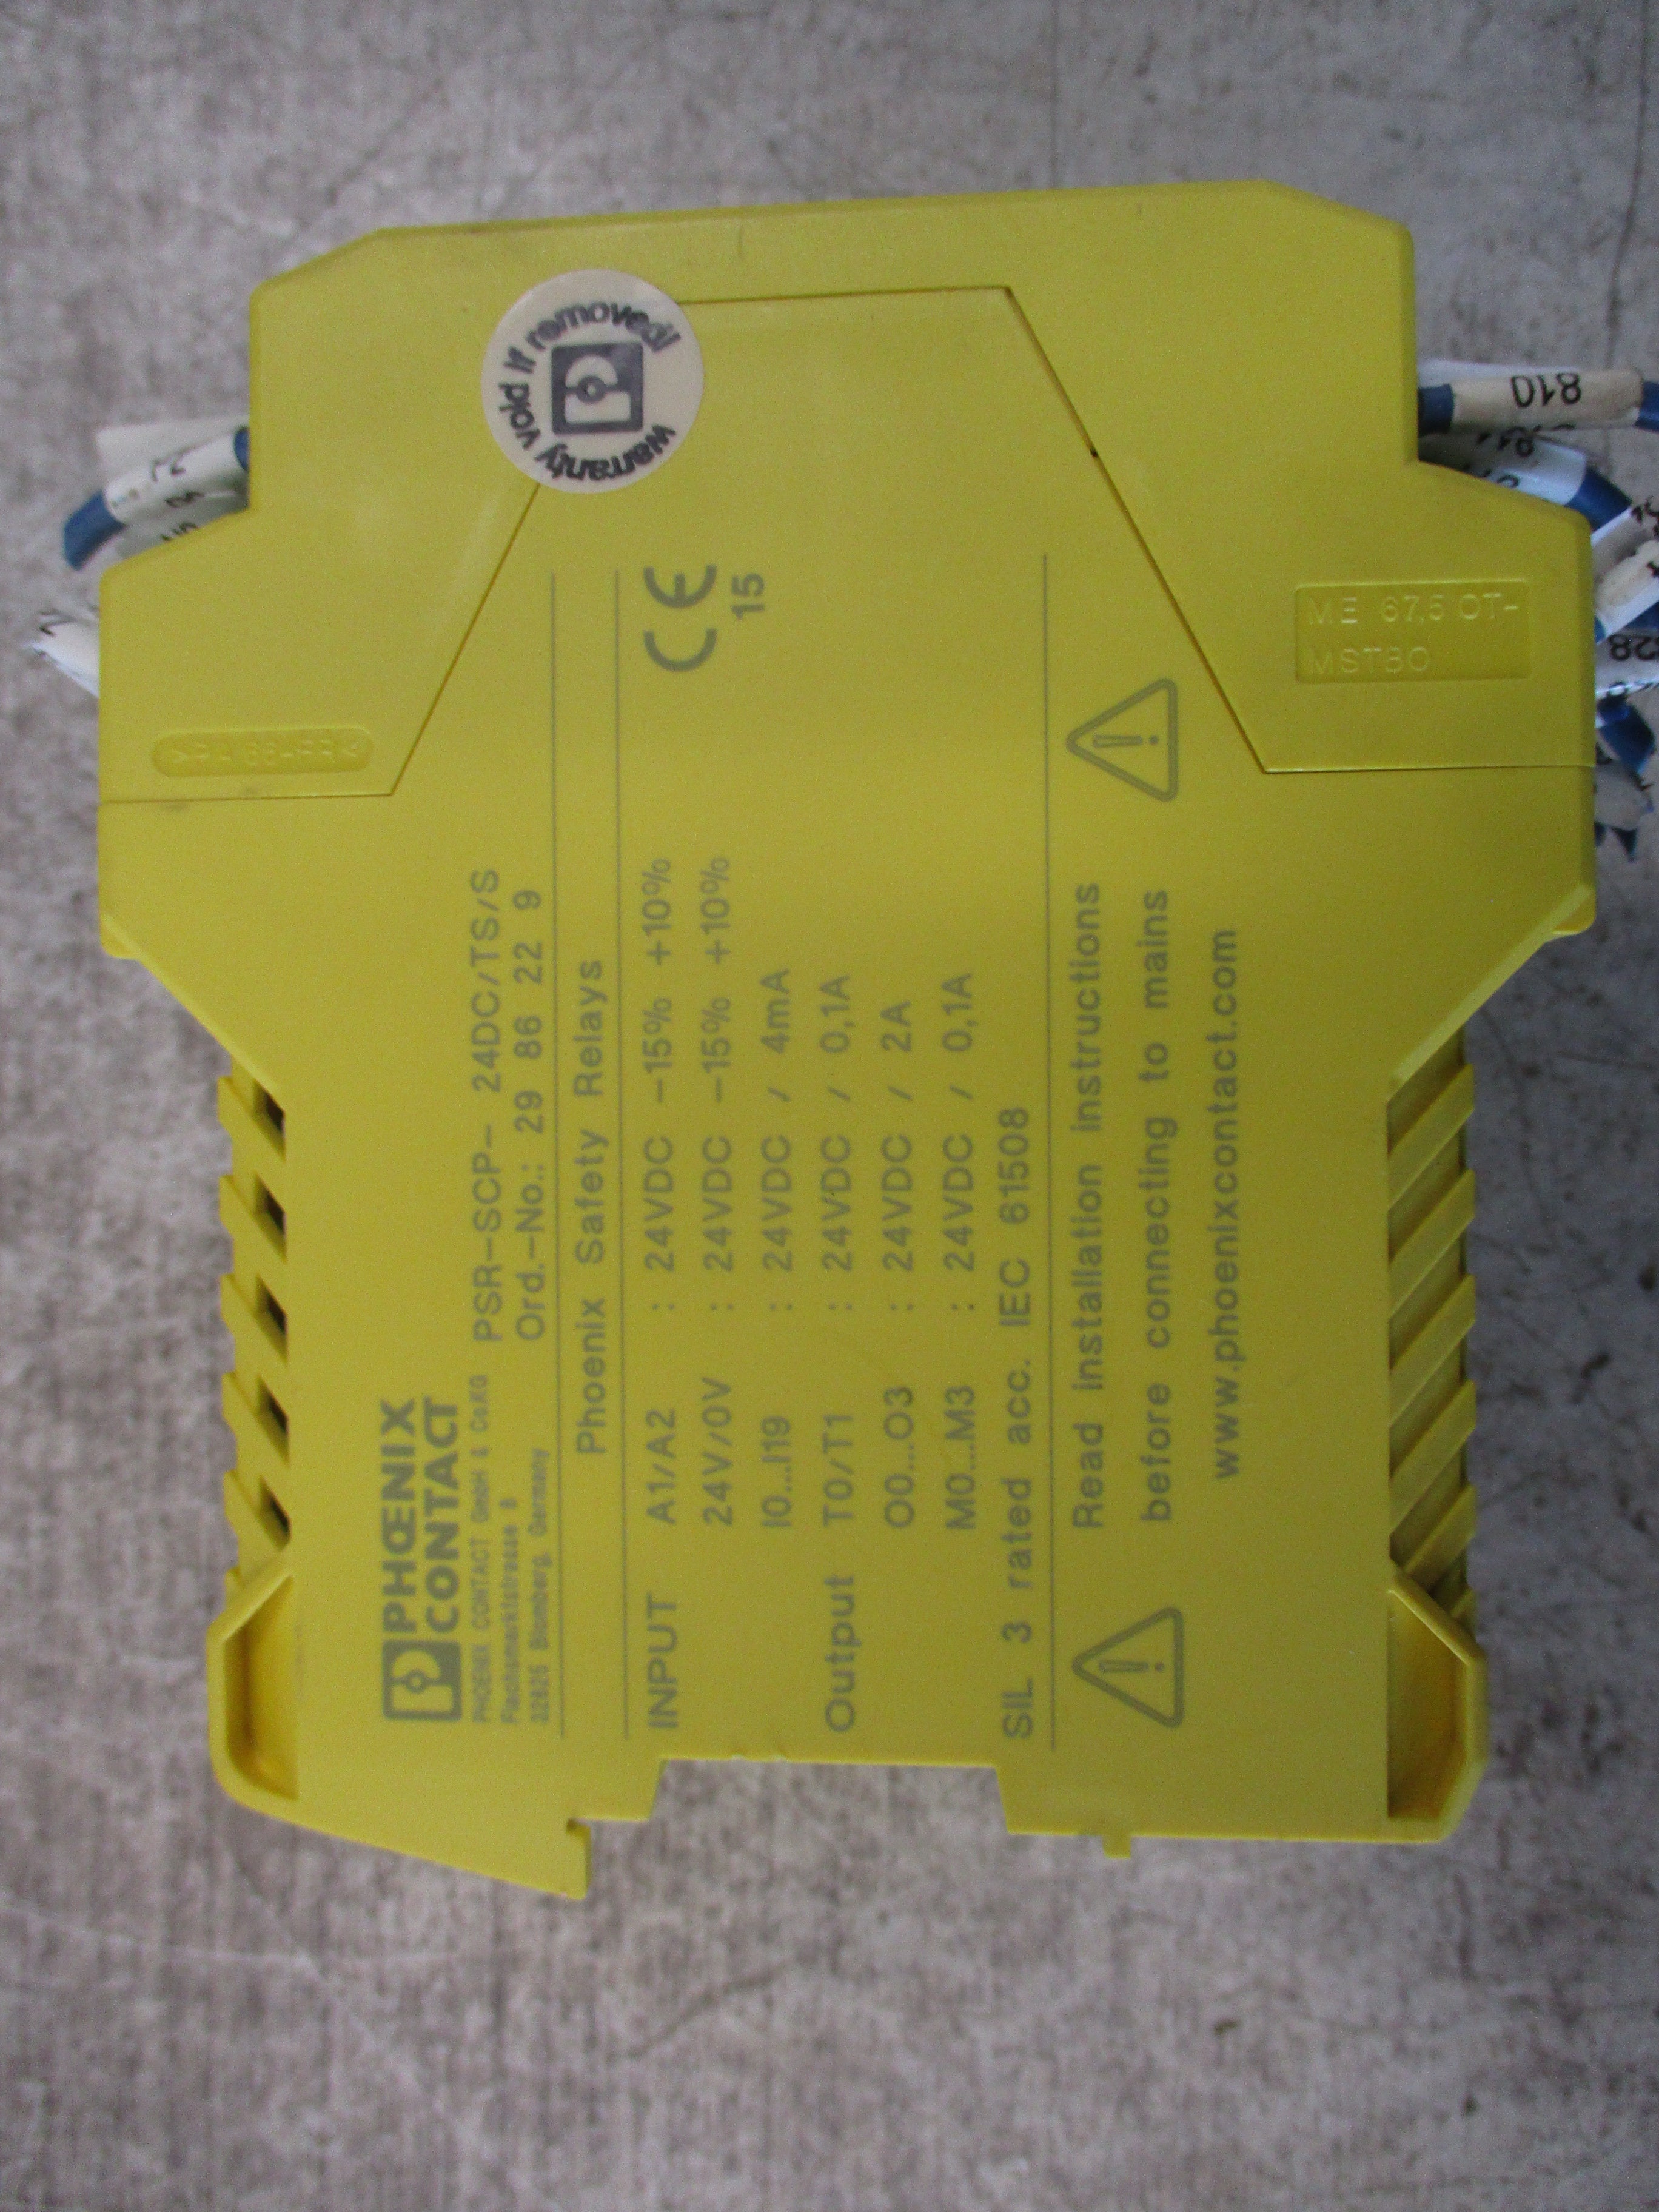 PHŒNIX
CONTACT
PHOENIX CONTACT GmbH & Co.KG
Flachsmarktstrasse 8
32825 Blomberg, Germany
PSR-SCP- 24DC/TS/S
Ord.-No.: 29 86 22 9
Phoenix Safety Relays
INPUT A1/A2 : 24VDC -15% +10%
24V/0V : 24VDC -15% +10%
I0...I19 : 24VDC / 4mA
Output T0/T1 : 24VDC / 0,1A
O0...O3 : 24VDC / 2A
M0...M3 : 24VDC / 0,1A
SIL 3 rated acc. IEC 61508
CE
15
Read installation instructions
before connecting to mains
www.phoenixcontact.com
warranty void if removed!
ME 67,5 OT-
MSTBO
810